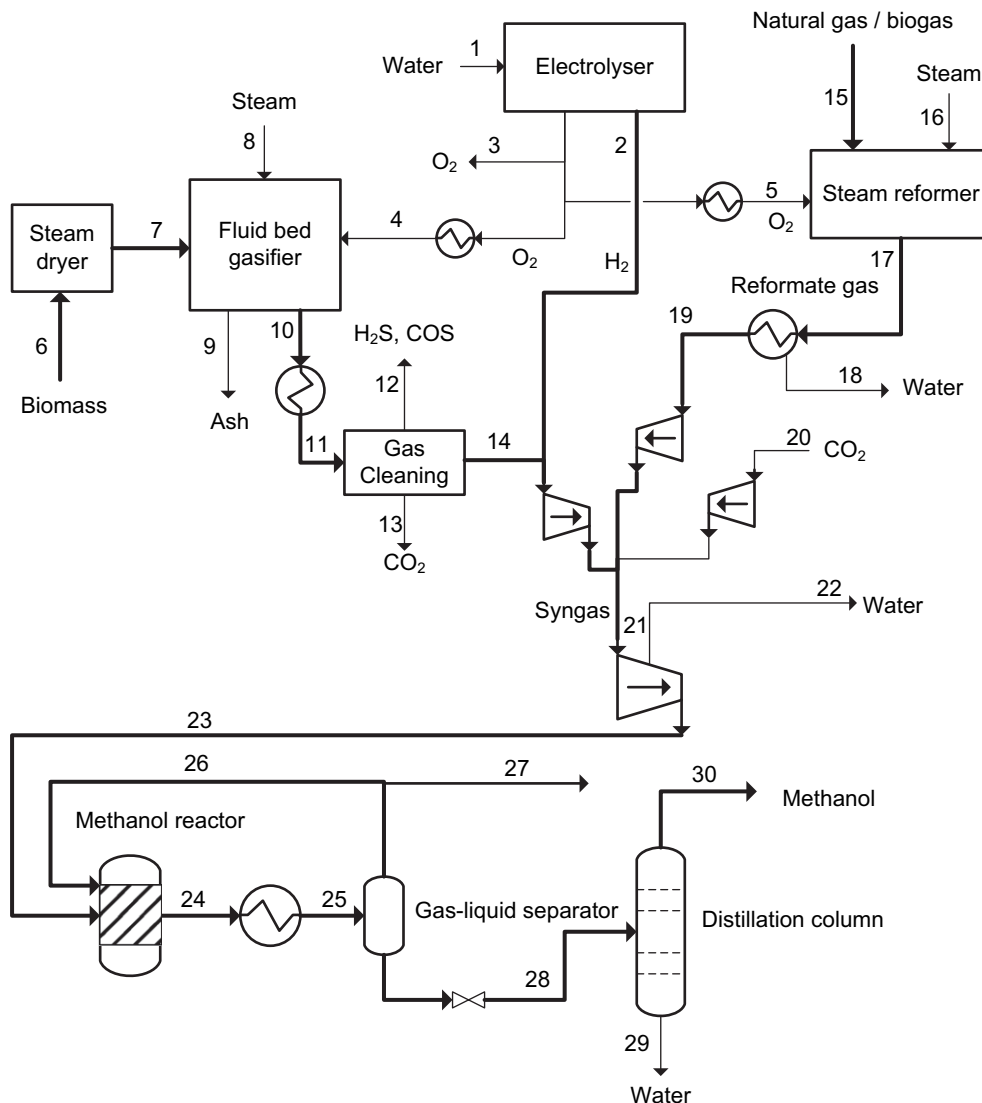 Natural gas / biogas
1
Water
Electrolyser
Steam
15
16
Steam
8
3
2
O₂
Steam reformer
5
O₂
Steam
dryer
7
Fluid bed
gasifier
4
O₂
H₂
17
Reformate gas
6
9
10
H₂S, COS
19
18
Water
Biomass
Ash
12
11
Gas
Cleaning
14
20
CO₂
13
CO₂
Syngas
21
22
Water
23
26
27
30
Methanol
Methanol reactor
24
25
Gas-liquid separator
Distillation column
28
29
Water